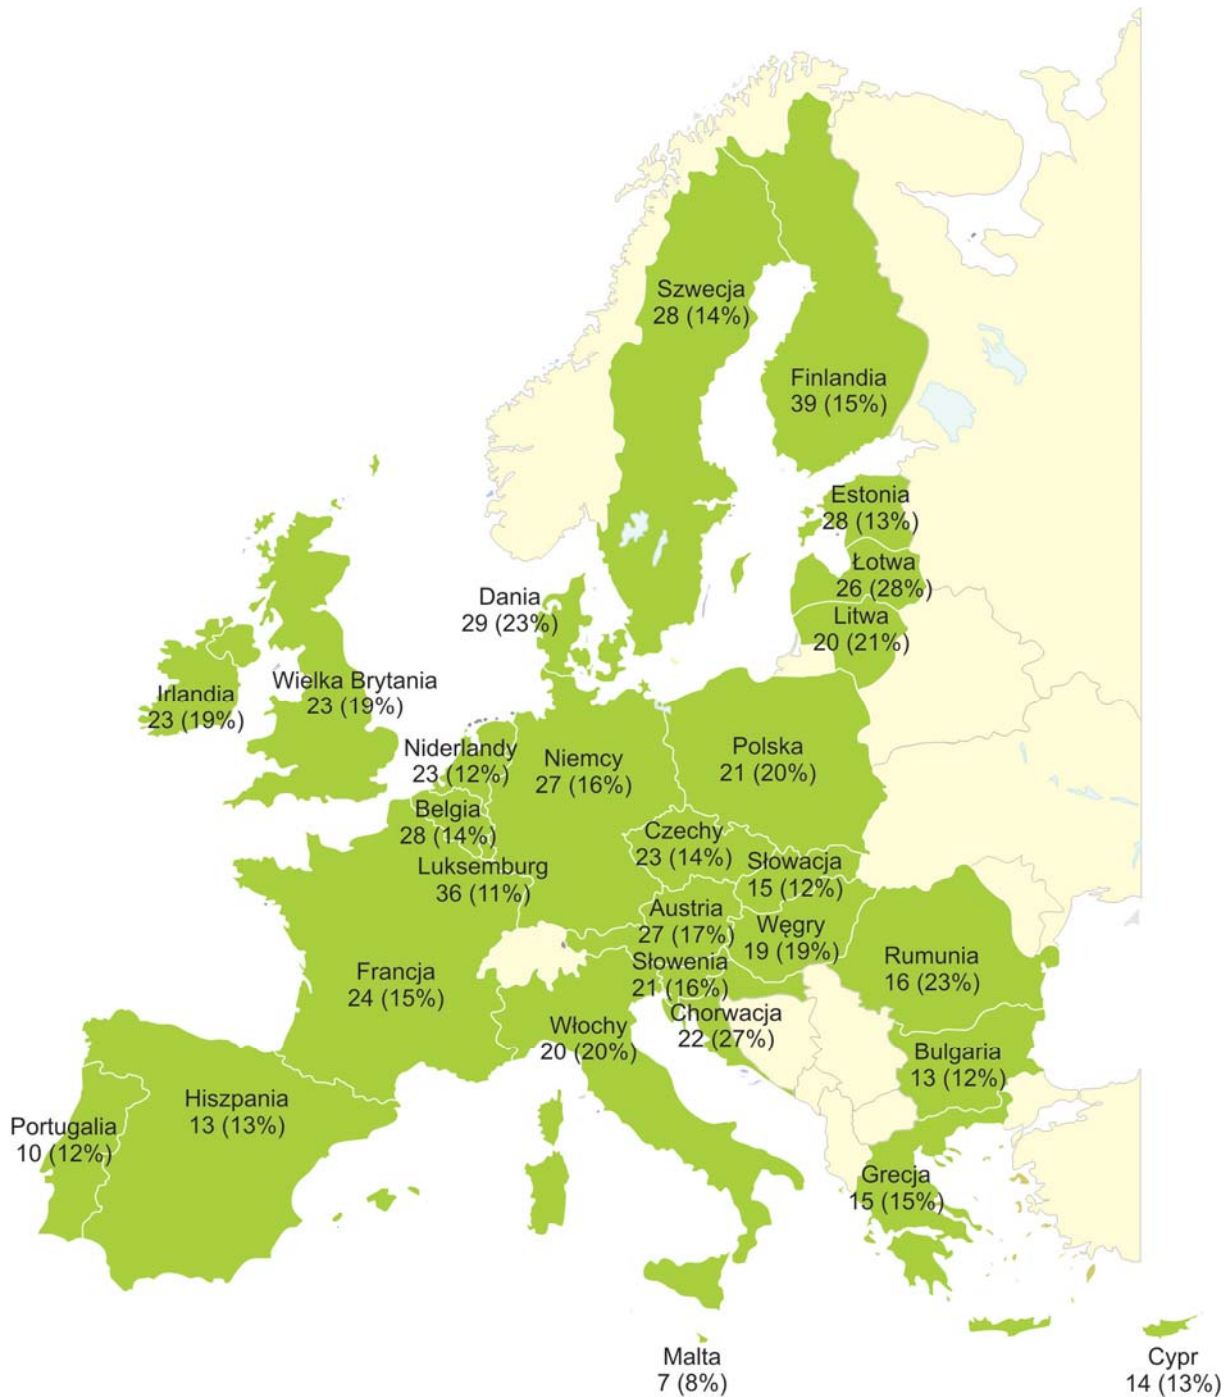 Szwecja
28 (14%)
Finlandia
39 (15%)
Estonia
28 (13%)
Łotwa
26 (28%)
Dania
29 (23%)
Litwa
20 (21%)
Irlandia
23 (19%)
Wielka Brytania
23 (19%)
Niderlandy
23 (12%)
Niemcy
27 (16%)
Polska
21 (20%)
Belgia
28 (14%)
Czechy
23 (14%)
Luksemburg
36 (11%)
Słowacja
15 (12%)
Austria
27 (17%)
Węgry
19 (19%)
Francja
24 (15%)
Słowenia
21 (16%)
Rumunia
16 (23%)
Włochy
20 (20%)
Chorwacja
22 (27%)
Bulgaria
13 (12%)
Portugalia
10 (12%)
Hiszpania
13 (13%)
Grecja
15 (15%)
Malta
7 (8%)
Cypr
14 (13%)